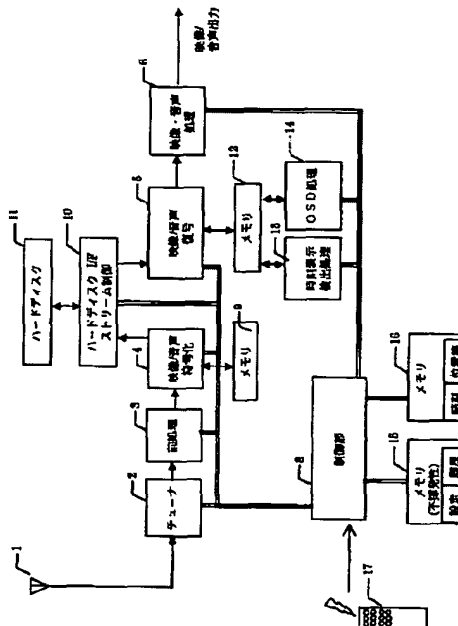 1
2
チューナ
3
前処理
4
映像/音声
符号化
9
メモリ
11
ハードディスク
10
ハードディスク I/F
ストリーム制御
5
映像/音声
復号
6
映像・音声
処理
映像/
音声出力
12
メモリ
13
時刻表示
検出処理
14
OSD処理
8
制御部
15
メモリ
(不揮発性)
設定
16
メモリ
時刻
17